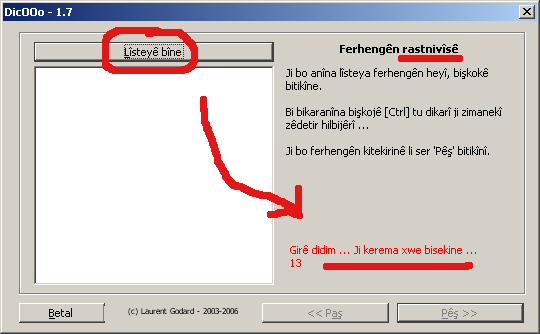 DicOOo - 1.7
Lîsteyê bîne
Ferhengên rastnivîsê
Ji bo anîna lîsteya ferhengên heyî, bişkokê
bitikîne.
Bi bikaranîna bişkojê [Ctrl] tu dikarî ji zimanekî
zêdetir hilbijêrî ...
Ji bo ferhengên kitekirinê li ser 'Pêş' bitikînî.
Girê didim ... Ji kerema xwe bisekine ...
13
Betal
(c) Laurent Godard - 2003-2006
<< Paş
Pêş >>